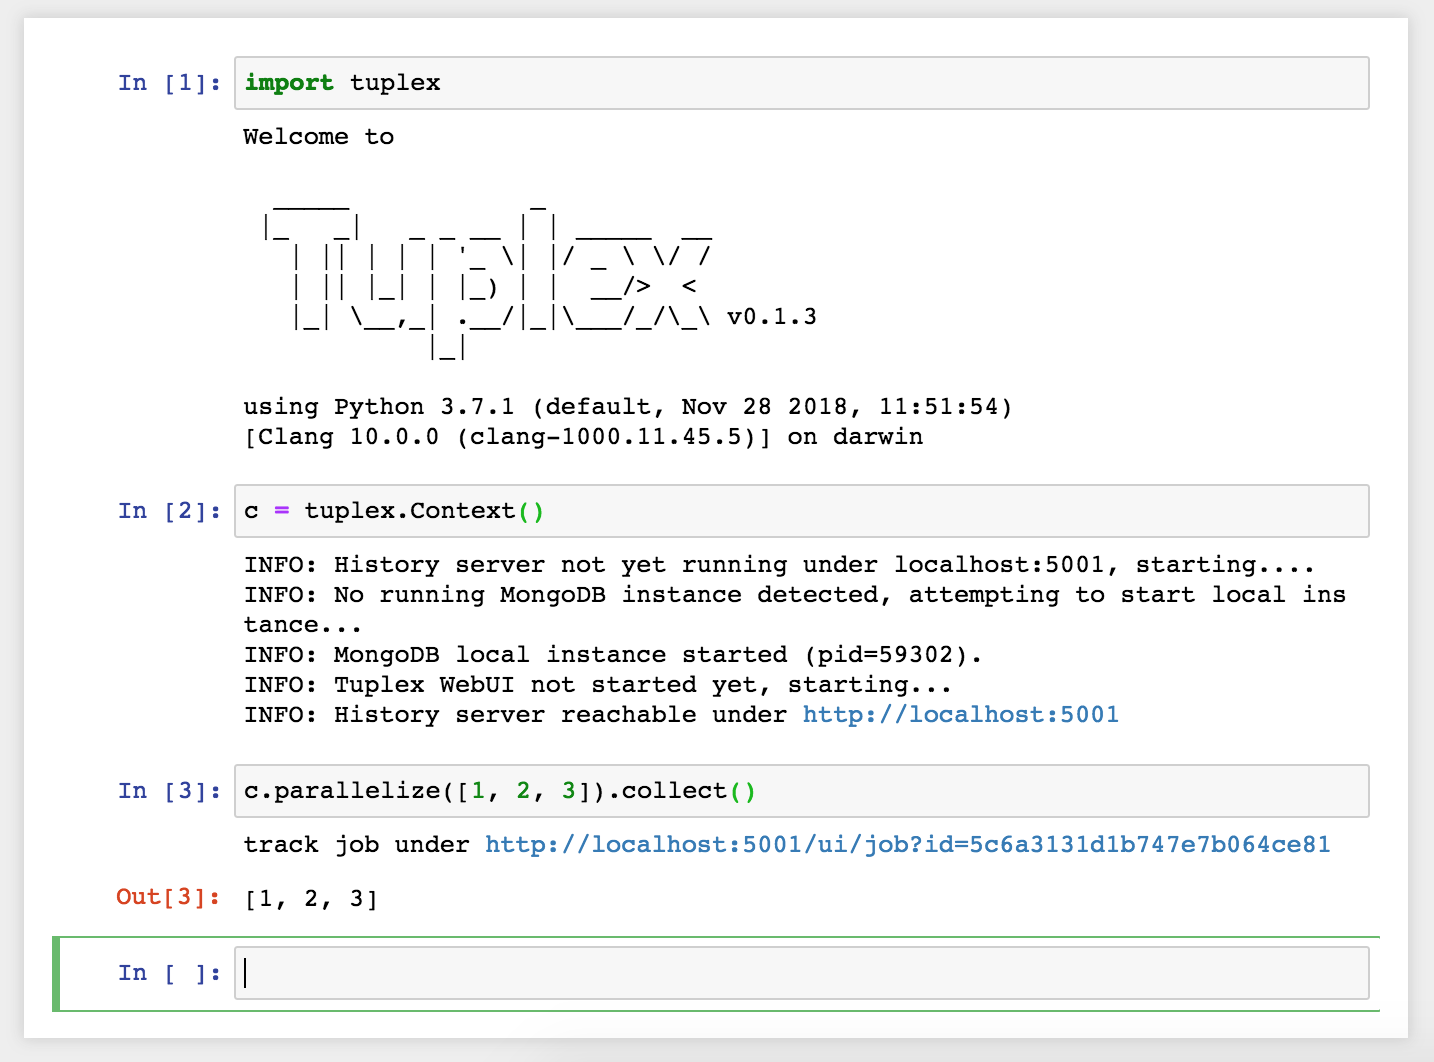 In [1]: import tuplex
Welcome to
  _____            _
 |_   _|   _ _ __ | | _____  __
   | || | | | '_ \| |/ _ \ \/ /
   | || |_| | |_) | |  __/>  <
   |_| \__,_| .__/|_|\___/_/\_\ v0.1.3
            |_|
using Python 3.7.1 (default, Nov 28 2018, 11:51:54)
[Clang 10.0.0 (clang-1000.11.45.5)] on darwin
In [2]: c = tuplex.Context()
INFO: History server not yet running under localhost:5001, starting....
INFO: No running MongoDB instance detected, attempting to start local ins
tance...
INFO: MongoDB local instance started (pid=59302).
INFO: Tuplex WebUI not started yet, starting...
INFO: History server reachable under http://localhost:5001
In [3]: c.parallelize([1, 2, 3]).collect()
track job under http://localhost:5001/ui/job?id=5c6a3131d1b747e7b064ce81
Out[3]: [1, 2, 3]
In [ ]: